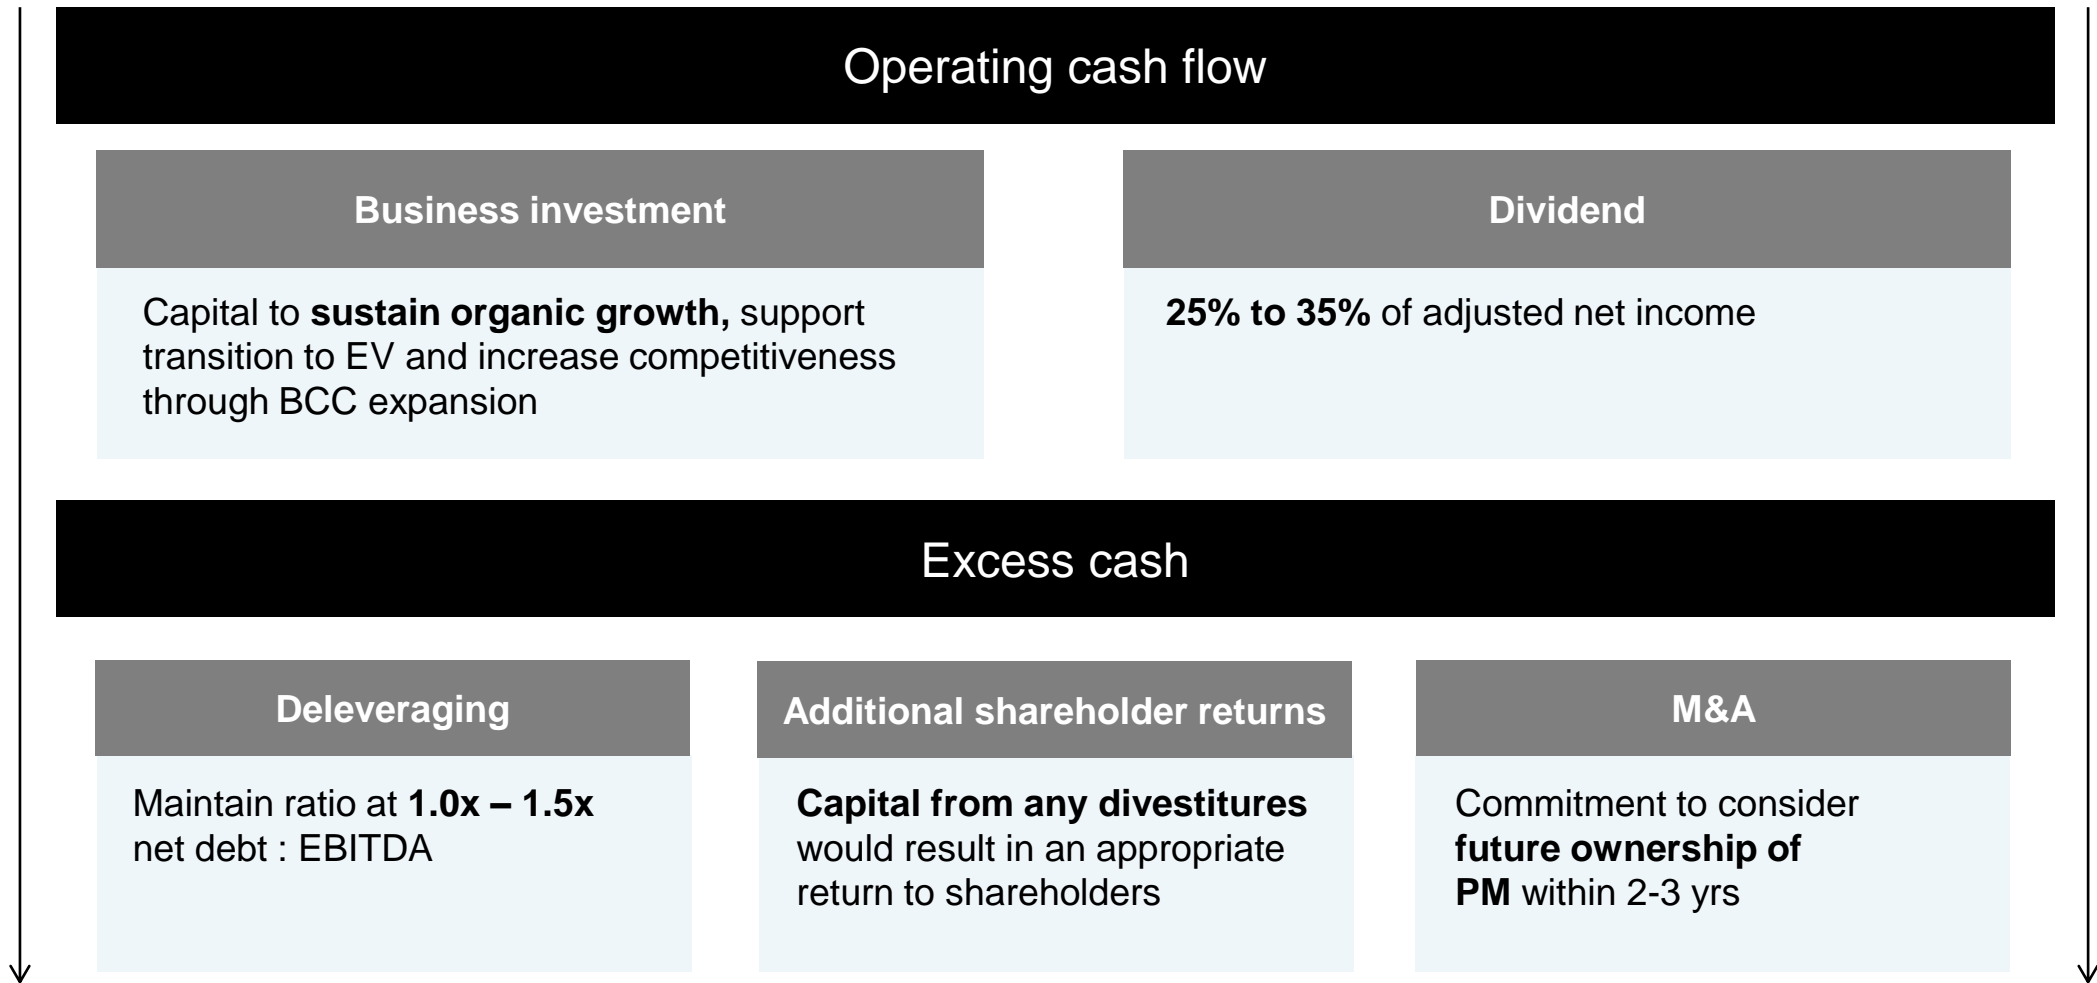 Operating cash flow
Business investment
Capital to sustain organic growth, support
transition to EV and increase competitiveness
through BCC expansion
Dividend
25% to 35% of adjusted net income
Excess cash
Deleveraging
Maintain ratio at 1.0x – 1.5x
net debt : EBITDA
Additional shareholder returns
Capital from any divestitures
would result in an appropriate
return to shareholders
M&A
Commitment to consider
future ownership of
PM within 2-3 yrs